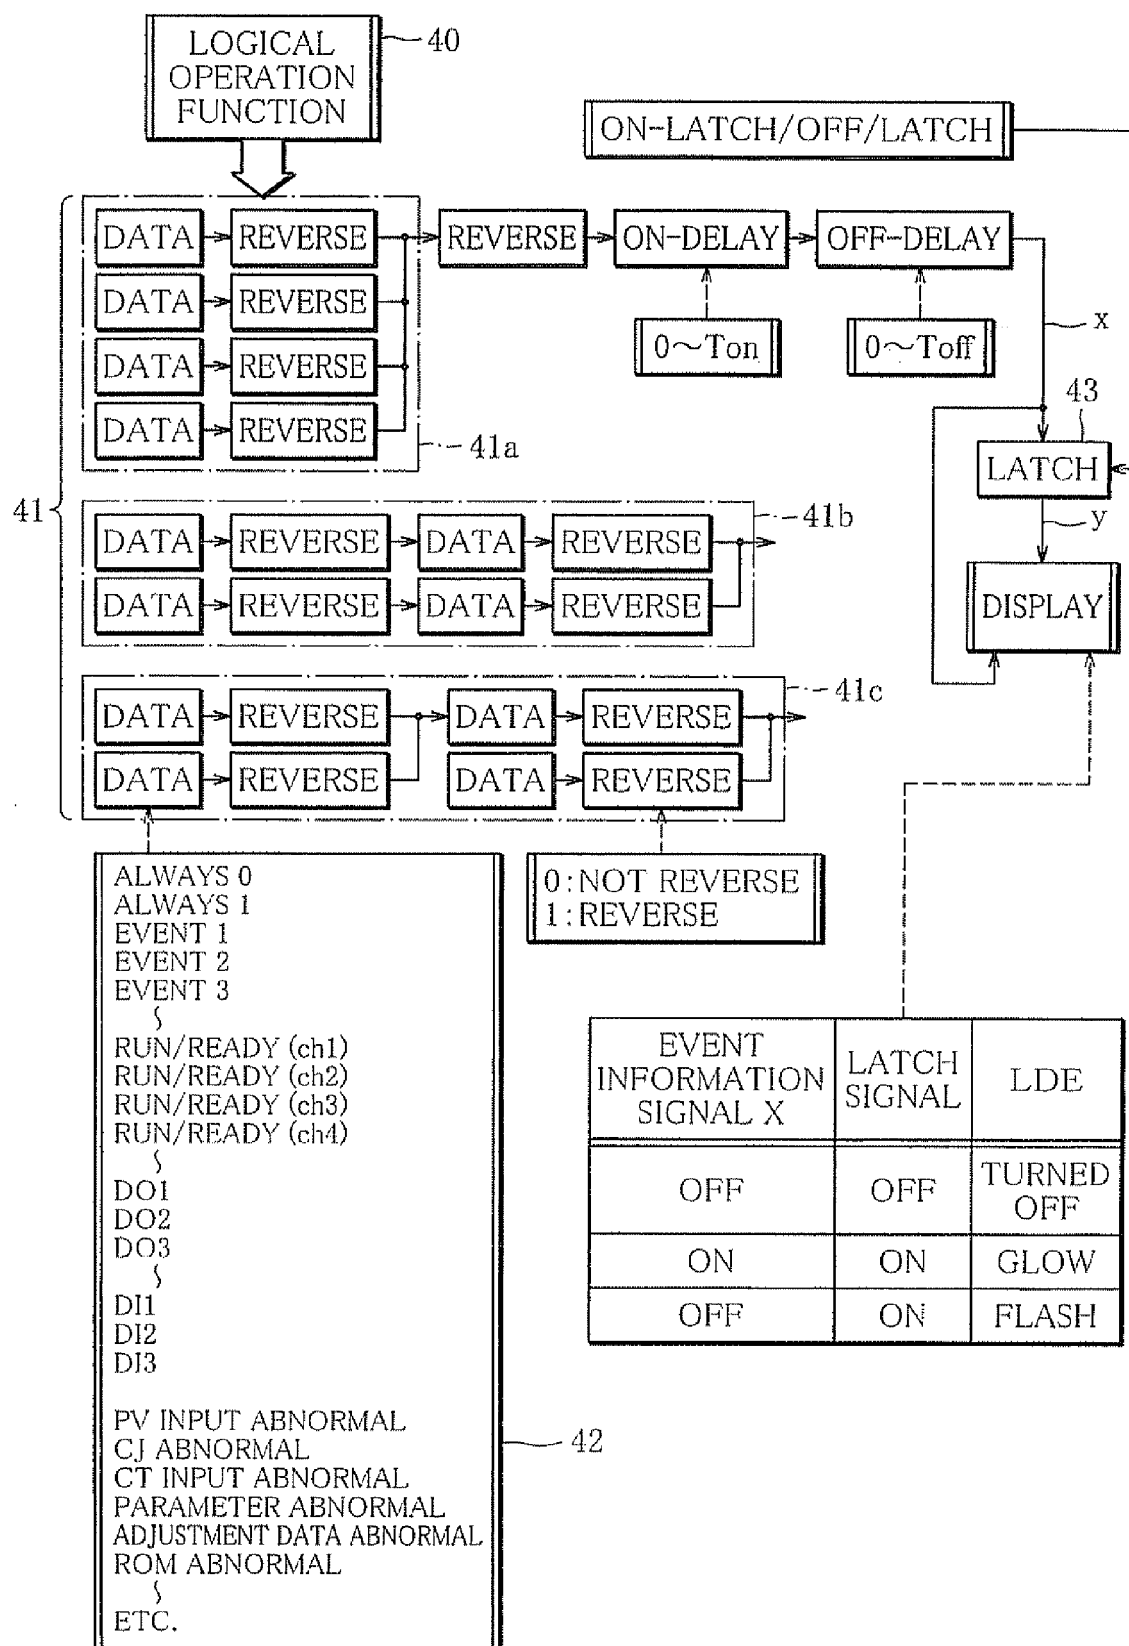 LOGICAL
OPERATION
FUNCTION
40
ON-LATCH/OFF/LATCH
DATA REVERSE REVERSE ON-DELAY OFF-DELAY
DATA REVERSE
0～Ton 0～Toff x
DATA REVERSE
DATA REVERSE
41a
43
LATCH
41
41b
DATA REVERSE DATA REVERSE
y
DATA REVERSE DATA REVERSE
DISPLAY
41c
DATA REVERSE DATA REVERSE
DATA REVERSE DATA REVERSE
ALWAYS 0
ALWAYS 1
EVENT 1
EVENT 2
EVENT 3
RUN/READY (ch1)
RUN/READY (ch2)
RUN/READY (ch3)
RUN/READY (ch4)
DO1
DO2
DO3
DI1
DI2
DI3
PV INPUT ABNORMAL
CJ ABNORMAL
CT INPUT ABNORMAL
PARAMETER ABNORMAL
ADJUSTMENT DATA ABNORMAL
ROM ABNORMAL
ETC.
42
0:NOT REVERSE
1:REVERSE
EVENT
INFORMATION
SIGNAL X
LATCH
SIGNAL
LDE
OFF OFF TURNED
OFF
ON ON GLOW
OFF ON FLASH